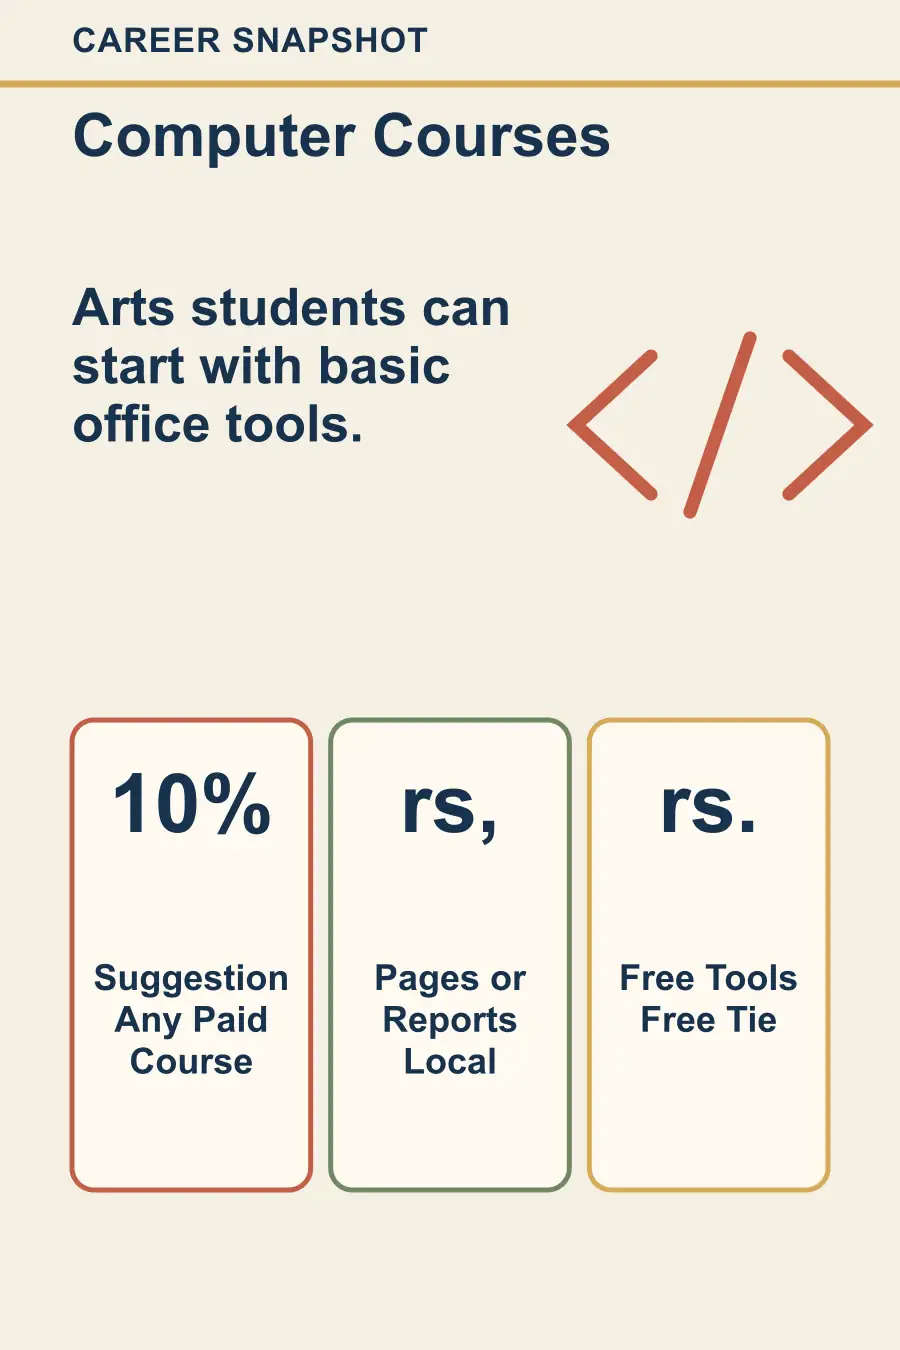 CAREER SNAPSHOT
Computer Courses
Arts students can
start with basic
office tools.
10%
Suggestion
Any Paid
Course
rs,
Pages or
Reports
Local
rs.
Free Tools
Free Tie